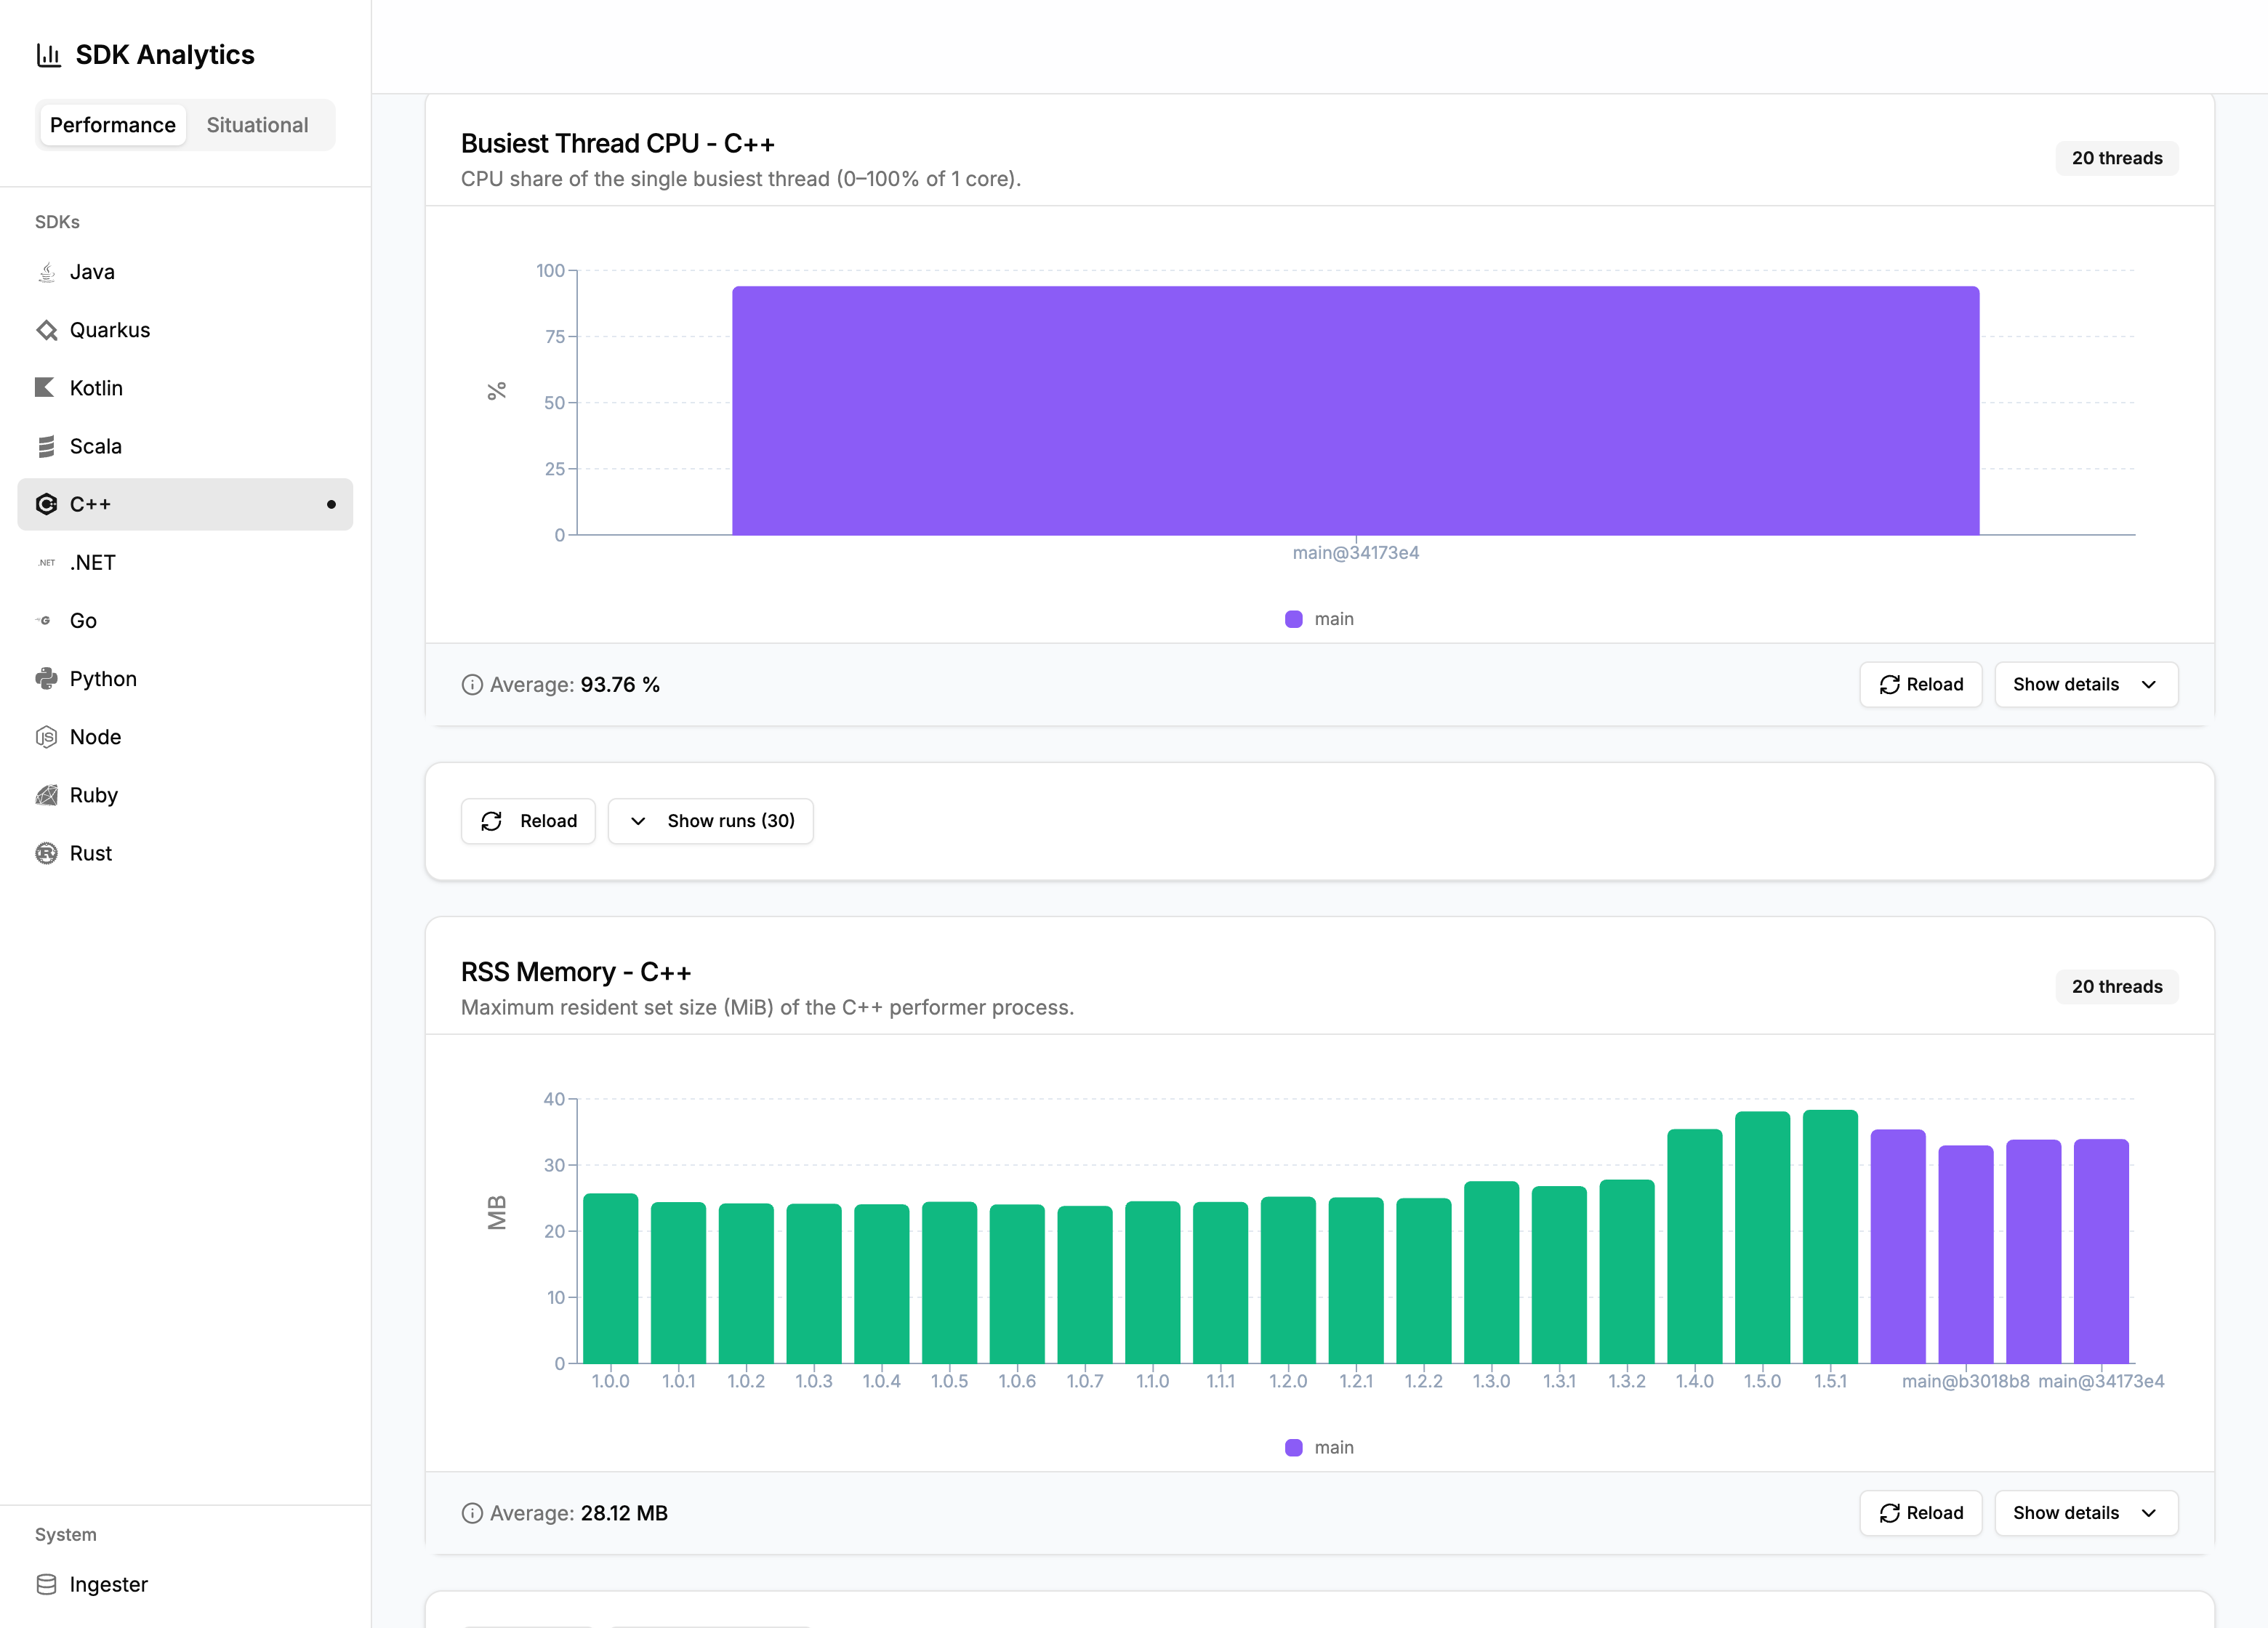 SDK Analytics
Performance
Situational
SDKs
Java
Quarkus
Kotlin
Scala
C++
.NET
.NET
Go
Python
Node
Ruby
Rust
System
Ingester
Busiest Thread CPU - C++
CPU share of the single busiest thread (0–100% of 1 core).
20 threads
%
100
75
50
25
0
main@34173e4
main
Average: 93.76 %
Reload
Show details
Reload
Show runs (30)
RSS Memory - C++
Maximum resident set size (MiB) of the C++ performer process.
20 threads
MB
40
30
20
10
0
1.0.0 1.0.1 1.0.2 1.0.3 1.0.4 1.0.5 1.0.6 1.0.7 1.1.0 1.1.1 1.2.0 1.2.1 1.2.2 1.3.0 1.3.1 1.3.2 1.4.0 1.5.0 1.5.1 main@b3018b8 main@34173e4
main
Average: 28.12 MB
Reload
Show details